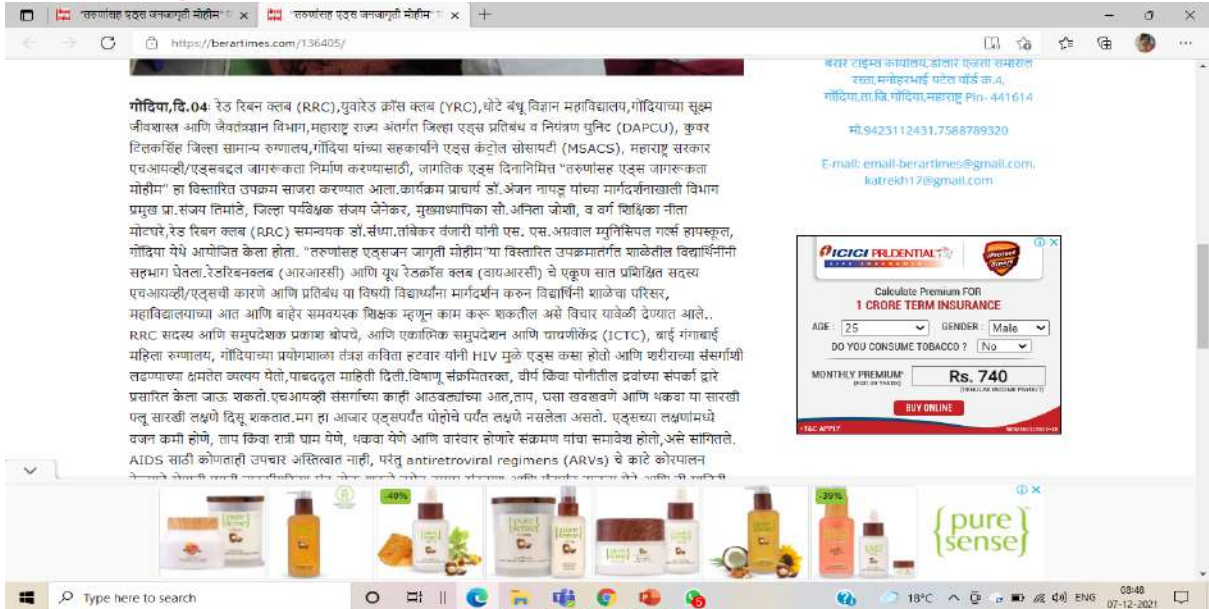 "तरुणांसह एड्स जनजागृती मोहीम"
"तरुणांसह एड्स जनजागृती मोहीम"
https://berartimes.com/136405/
गोंदिया,दि.04: रेड रिबन क्लब (RRC),युवारेड क्रॉस क्लब (YRC),धोटे बंधू विज्ञान महाविद्यालय,गोंदियाच्या सूक्ष्म
जीवशास्त्र आणि जैवतंत्रज्ञान विभाग,महाराष्ट्र राज्य अंतर्गत जिल्हा एड्स प्रतिबंध व नियंत्रण युनिट (DAPCU), कुवर
टिलकसिंह जिल्हा सामान्य रुग्णालय,गोंदिया यांच्या सहकार्याने एड्स कंट्रोल सोसायटी (MSACS), महाराष्ट्र सरकार
एचआयव्ही/एड्सबद्दल जागरूकता निर्माण करण्यासाठी, जागतिक एड्स दिनानिमित्त "तरुणांसह एड्स जागरूकता
मोहीम" हा विस्तारित उपक्रम साजरा करण्यात आला.कार्यक्रम प्राचार्य डॉ.अंजन नायडू यांच्या मार्गदर्शनाखाली विभाग
प्रमुख प्रा.संजय तिमांडे, जिल्हा पर्यवेक्षक संजय जेनेकर, मुख्याध्यापिका सौ.अनिता जोशी, व वर्ग शिक्षिका नीता
मोटघरे,रेड रिबन क्लब (RRC) समन्वयक डॉ.संध्या.तांबेकर वंजारी यांनी एस. एस.अग्रवाल म्युनिसिपल गर्ल्स हायस्कूल,
गोंदिया येथे आयोजित केला होता. "तरुणांसह एड्सजन जागृती मोहीम"या विस्तारित उपक्रमांतर्गत शाळेतील विद्यार्थिनींनी
सहभाग घेतला.रेडरिबनक्लब (आरआरसी) आणि यूथ रेडक्रॉस क्लब (वायआरसी) चे एकूण सात प्रशिक्षित सदस्य
एचआयव्ही/एड्सची कारणे आणि प्रतिबंध या विषयी विद्यार्थ्यांना मार्गदर्शन करुन विद्यार्थिनी शाळेचा परिसर,
महाविद्यालयाच्या आत आणि बाहेर समवयस्क शिक्षक म्हणून काम करू शकतील असे विचार यावेळी देण्यात आले..
RRC सदस्य आणि समुपदेशक प्रकाश बोपचे, आणि एकात्मिक समुपदेशन आणि चाचणीकेंद्र (ICTC), बाई गंगाबाई
महिला रुग्णालय, गोंदियाच्या प्रयोगशाळा तंत्रज्ञ कविता हटवार यांनी HIV मुळे एड्स कसा होतो आणि शरीराच्या संसर्गाशी
लढण्याच्या क्षमतेत व्यत्यय येतो,याबद्दल माहिती दिली.विषाणू संक्रमितरक्त, वीर्य किंवा योनीतील द्रवांच्या संपर्का द्वारे
प्रसारित केला जाऊ शकतो.एचआयव्ही संसर्गाच्या काही आठवड्यांच्या आत,ताप, घसा खवखवणे आणि थकवा या सारखी
फ्लू सारखी लक्षणे दिसू शकतात.मग हा आजार एड्सपर्यंत पोहोचे पर्यंत लक्षणे नसलेला असतो. एड्सच्या लक्षणांमध्ये
वजन कमी होणे, ताप किंवा रात्री घाम येणे, थकवा येणे आणि वारंवार होणारे संक्रमण यांचा समावेश होतो,असे सांगितले.
AIDS साठी कोणताही उपचार अस्तित्वात नाही, परंतु antiretroviral regimens (ARVs) चे काटे कोरपालन
रस्ता,मनोहरभाई पटेल वॉर्ड क्र.4,
गोंदिया,ता.जि.गोंदिया,महाराष्ट्र Pin- 441614
मो.9423112431,7588789320
E-mail: email-berartimes@gmail.com,
katrekh17@gmail.com
ICICI PRUDENTIAL
LIFE INSURANCE
iProtect Smart
Calculate Premium FOR
1 CRORE TERM INSURANCE
AGE : 25 GENDER : Male
DO YOU CONSUME TOBACCO ? No
MONTHLY PREMIUM* Rs. 740
BUY ONLINE
*T&C APPLY
-40%
-39%
{pure sense}
Type here to search
18°C
ENG
08:48
07-12-2021